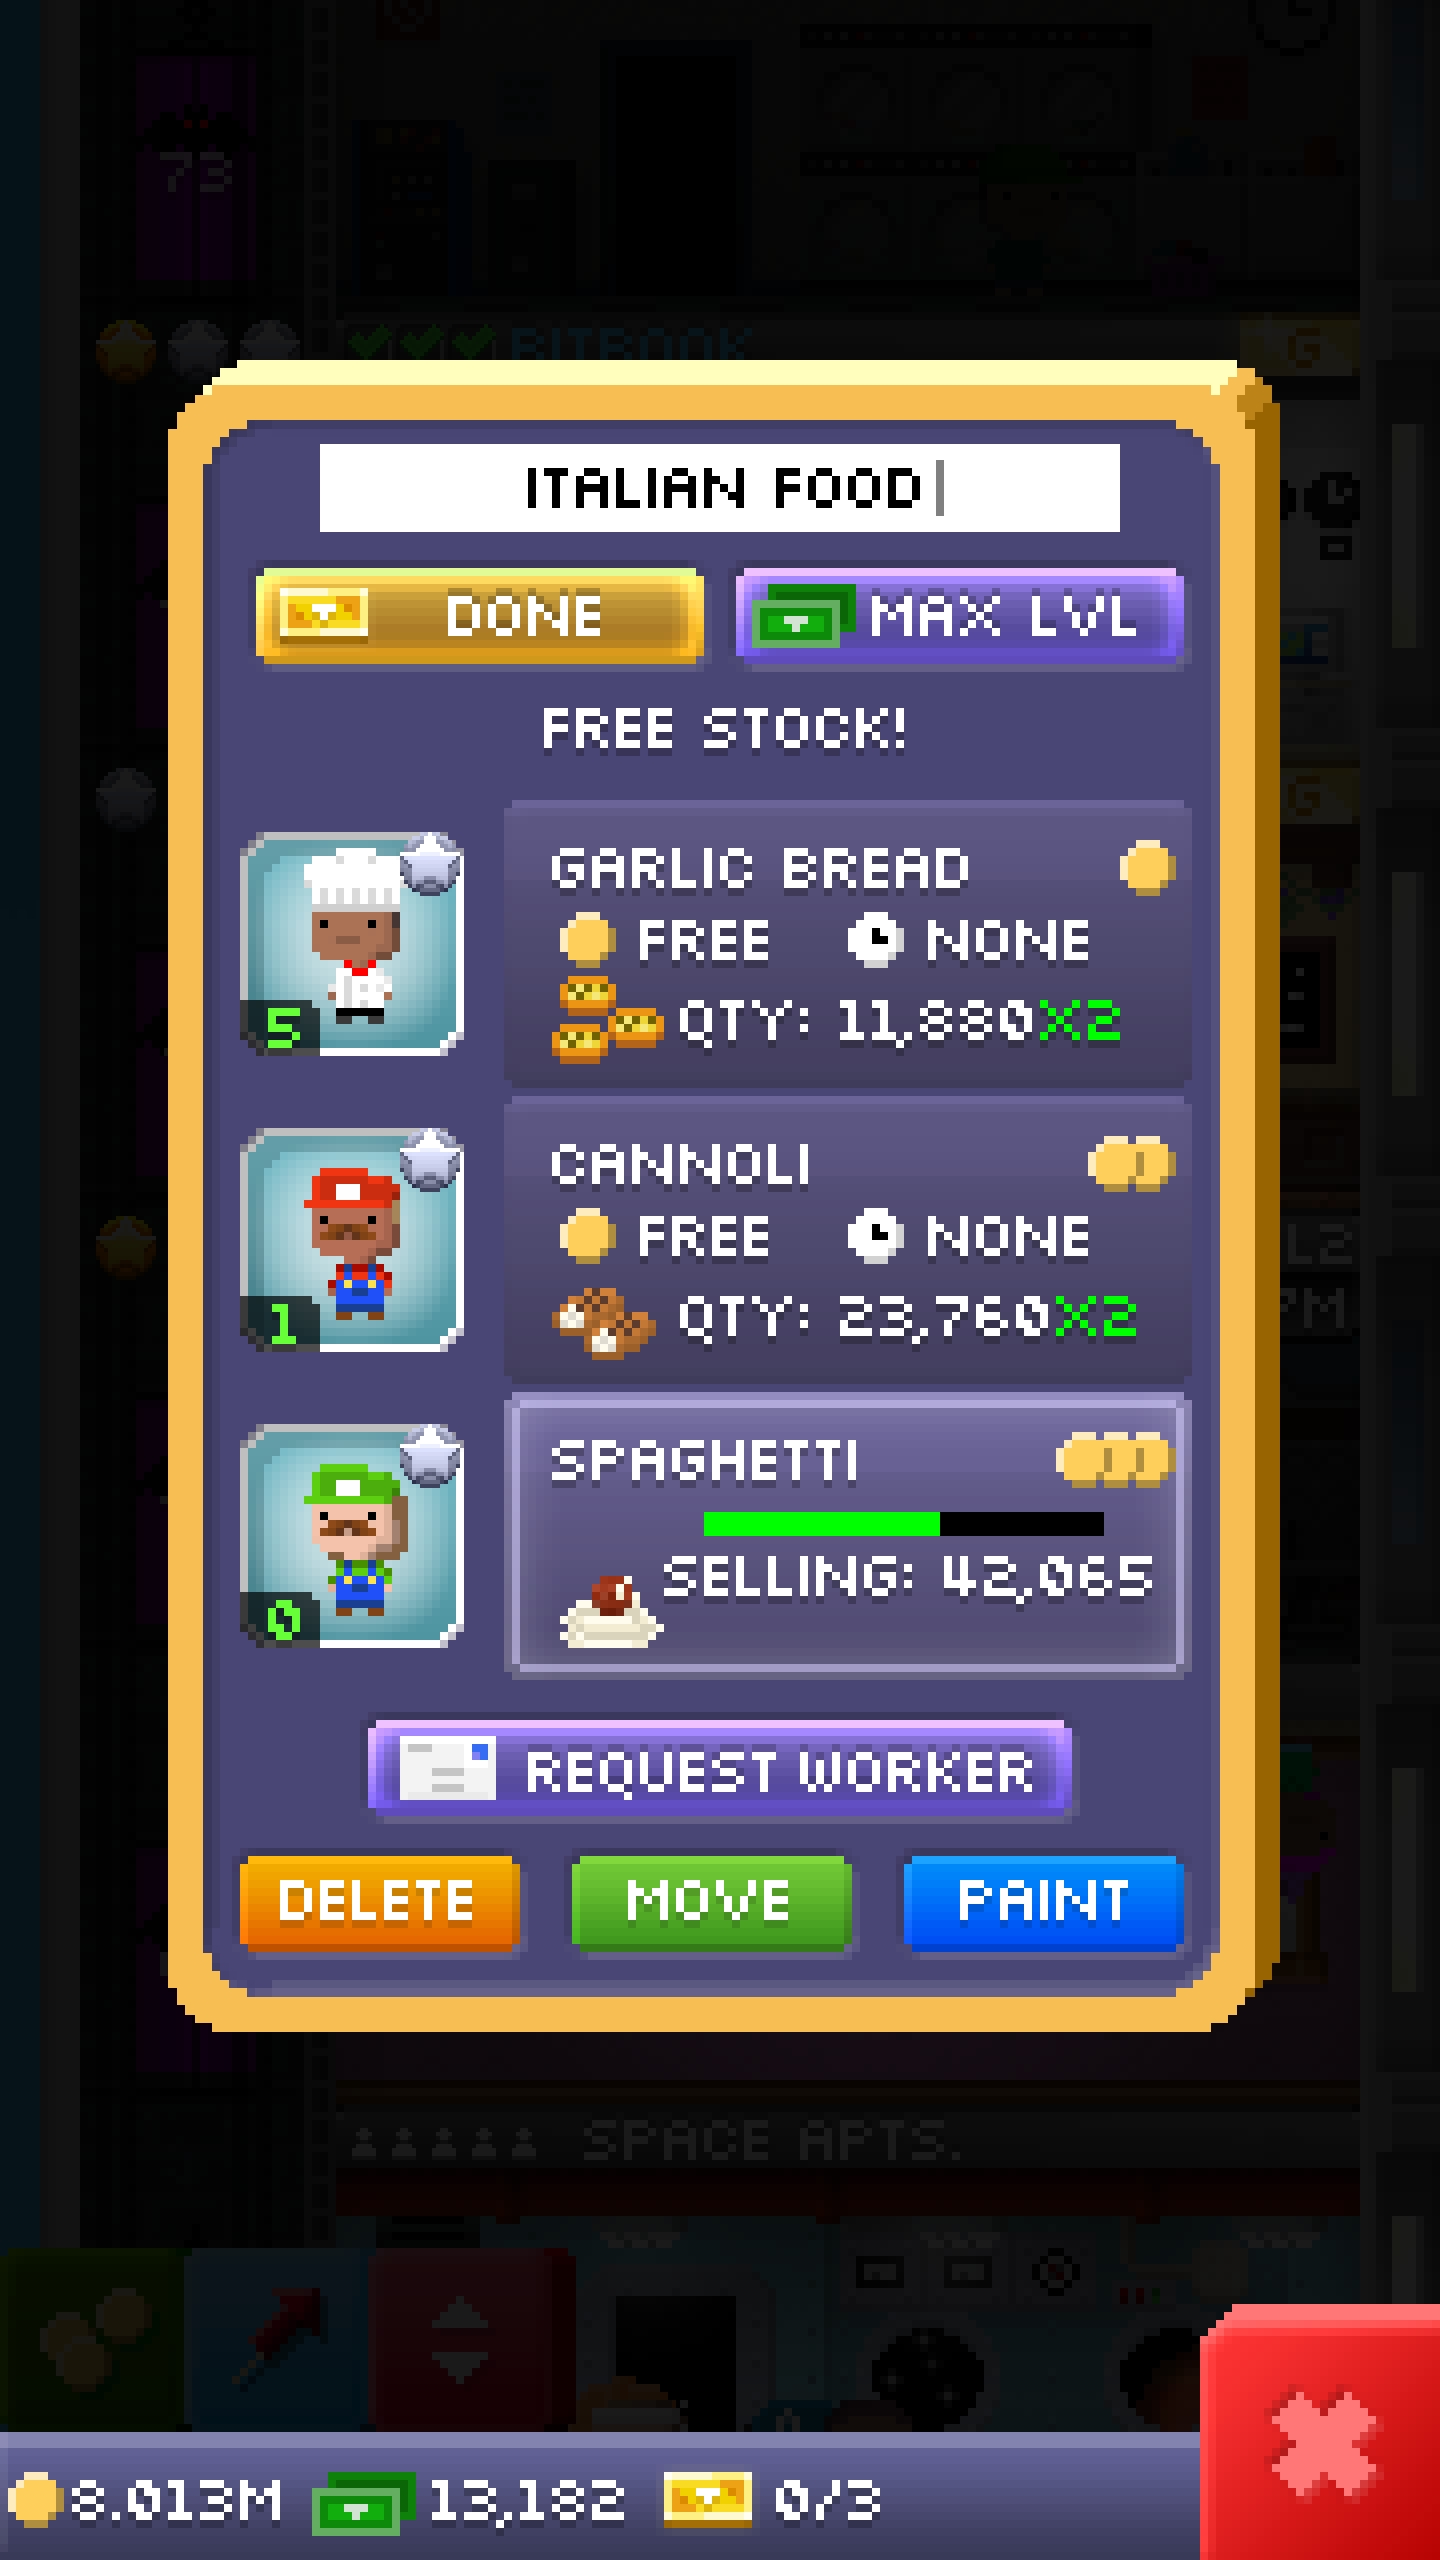 73
BITBOOK
G
ITALIAN FOOD
DONE
MAX LVL
FREE STOCK!
G
GARLIC BREAD
FREE NONE
5
QTY: 11,880X2
CANNOLI
FREE NONE
1
QTY: 23,760X2
SPAGHETTI
SELLING: 42,065
0
REQUEST WORKER
DELETE
MOVE
PAINT
SPACE APTS.
8.013M
13,182
0/3